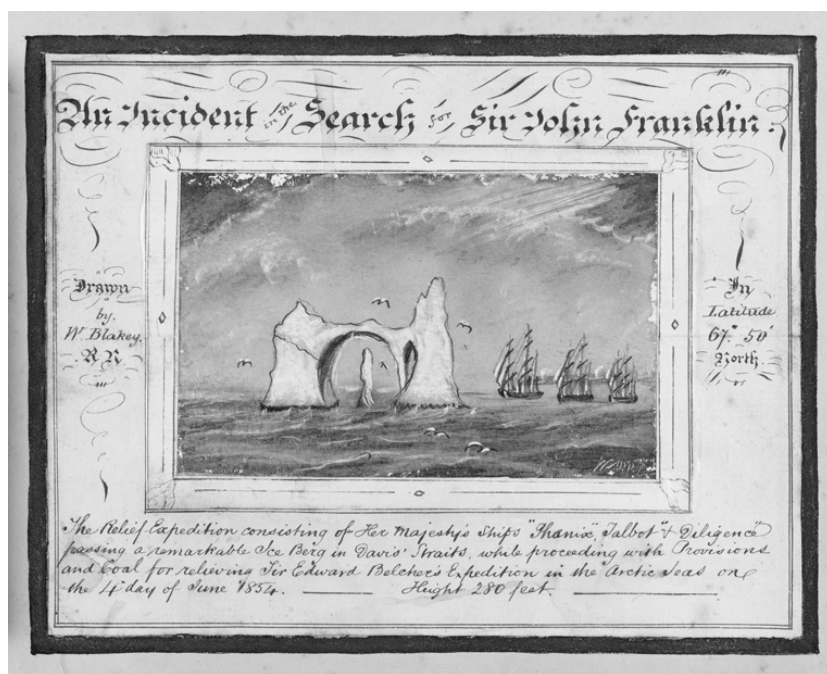 An Incident in the Search for Sir John Franklin.
Drawn
by.
W. Blakey.
R N
In
Latitude
67° 50'
North.
The Relief Expedition consisting of Her Majesty's Ships "Phœnix", Talbot" & Diligence"
passing a remarkable Ice Berg in Davis' Straits, while proceeding with Provisions
and Coal for relieving Sir Edward Belcher's Expedition in the Arctic Seas on
the 4th day of June 1854. Height 280 feet